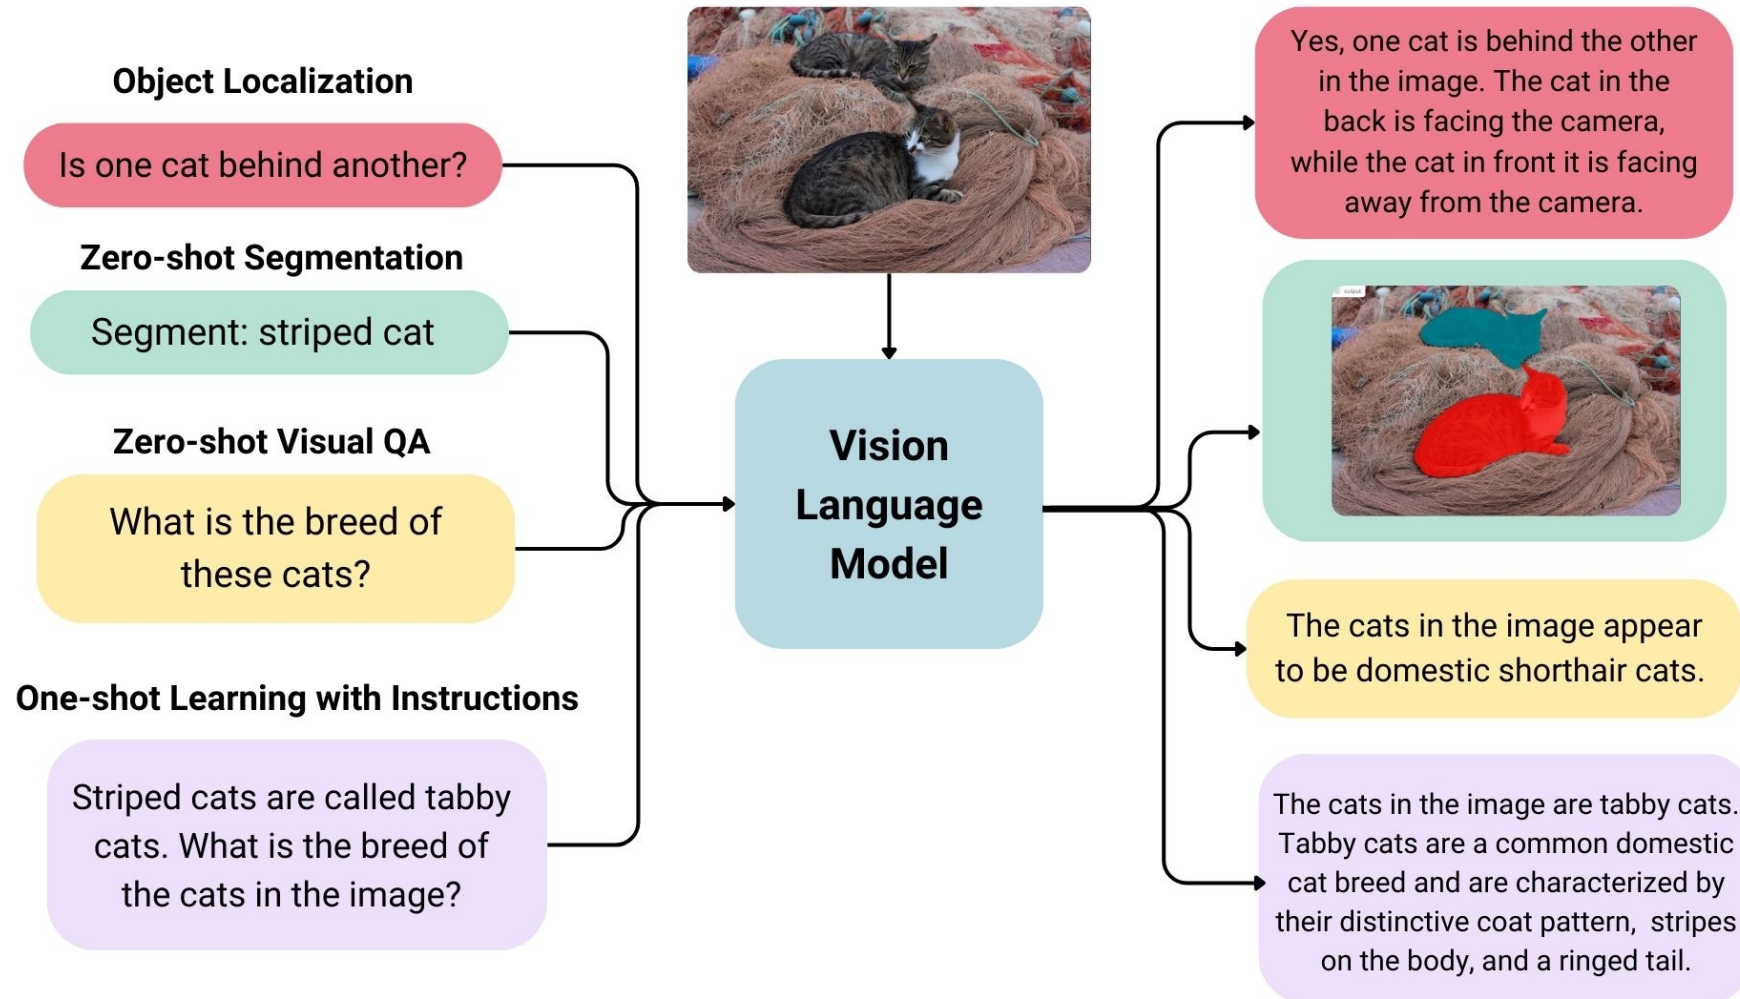 Object Localization
Is one cat behind another?
Zero-shot Segmentation
Segment: striped cat
Zero-shot Visual QA
What is the breed of
these cats?
One-shot Learning with Instructions
Striped cats are called tabby
cats. What is the breed of
the cats in the image?
Vision
Language
Model
Yes, one cat is behind the other
in the image. The cat in the
back is facing the camera,
while the cat in front it is facing
away from the camera.
output
The cats in the image appear
to be domestic shorthair cats.
The cats in the image are tabby cats.
Tabby cats are a common domestic
cat breed and are characterized by
their distinctive coat pattern, stripes
on the body, and a ringed tail.